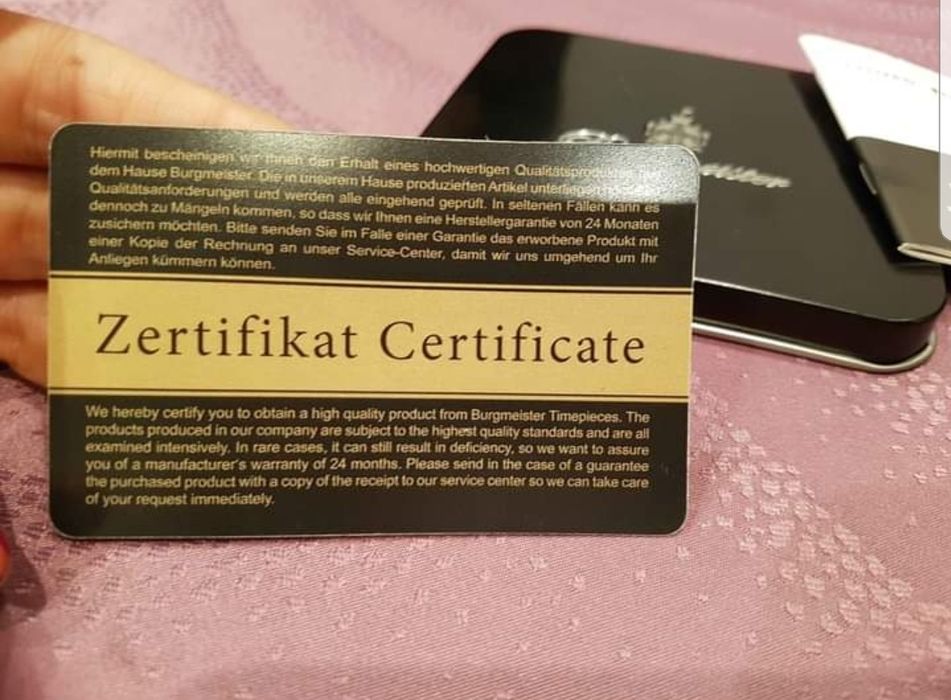 Hiermit bescheinigen wir Ihnen den Erhalt eines hochwertigen Qualitätsproduktes
dem Hause Burgmeister. Die in unserem Hause produzierten Artikel unterliegen
Qualitätsanforderungen und werden alle eingehend geprüft. In seltenen Fällen kann es
dennoch zu Mängeln kommen, so dass wir Ihnen eine Herstellergarantie von 24 Monaten
zusichern möchten. Bitte senden Sie im Falle einer Garantie das erworbene Produkt mit
einer Kopie der Rechnung an unser Service-Center, damit wir uns umgehend um Ihr
Anliegen kümmern können.
Zertifikat Certificate
We hereby certify you to obtain a high quality product from Burgmeister Timepieces. The
products produced in our company are subject to the highest quality standards and are all
examined intensively. In rare cases, it can still result in deficiency, so we want to assure
you of a manufacturer's warranty of 24 months. Please send in the case of a guarantee
the purchased product with a copy of the receipt to our service center so we can take care
of your request immediately.